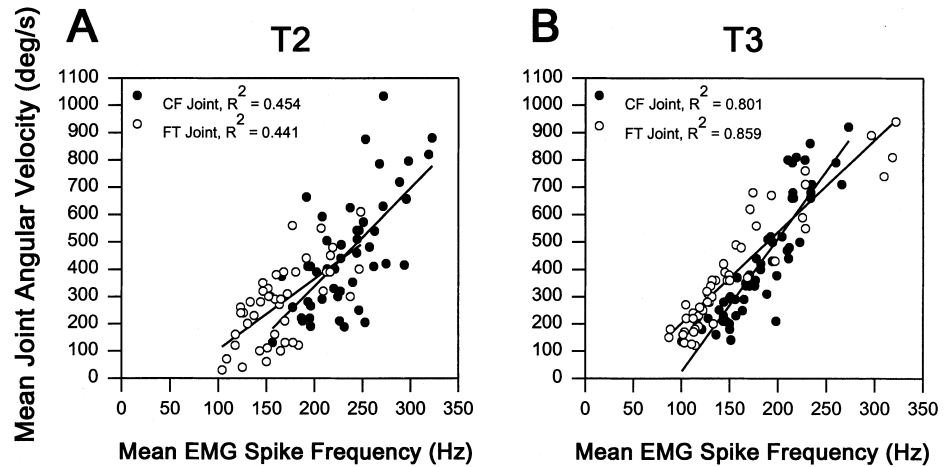 A
T2
Mean Joint Angular Velocity (deg/s)
1100
1000
900
800
700
600
500
400
300
200
100
0
CF Joint, R2 = 0.454
FT Joint, R2 = 0.441
0 50 100 150 200 250 300 350
Mean EMG Spike Frequency (Hz)
B
T3
1100
1000
900
800
700
600
500
400
300
200
100
0
CF Joint, R2 = 0.801
FT Joint, R2 = 0.859
0 50 100 150 200 250 300 350
Mean EMG Spike Frequency (Hz)